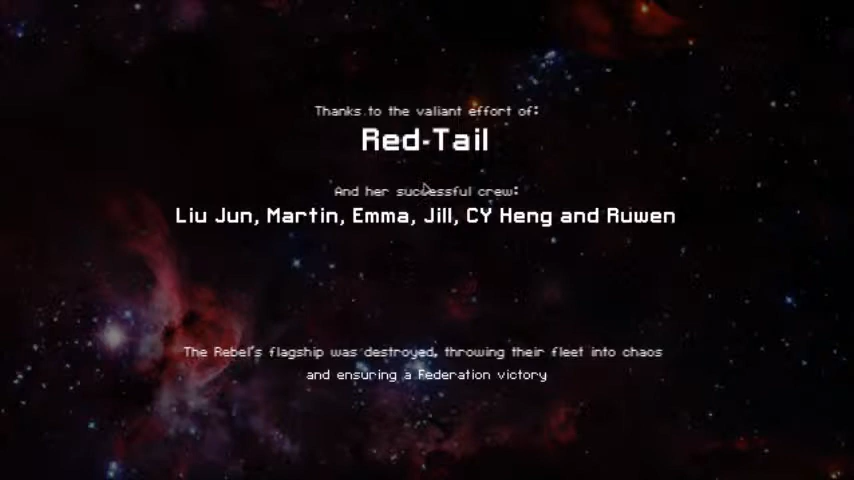 Thanks to the valiant effort of:
Red-Tail
And her successful crew:
Liu Jun, Martin, Emma, Jill, CY Heng and Ruwen
The Rebel's flagship was destroyed, throwing their fleet into chaos
and ensuring a Federation victory